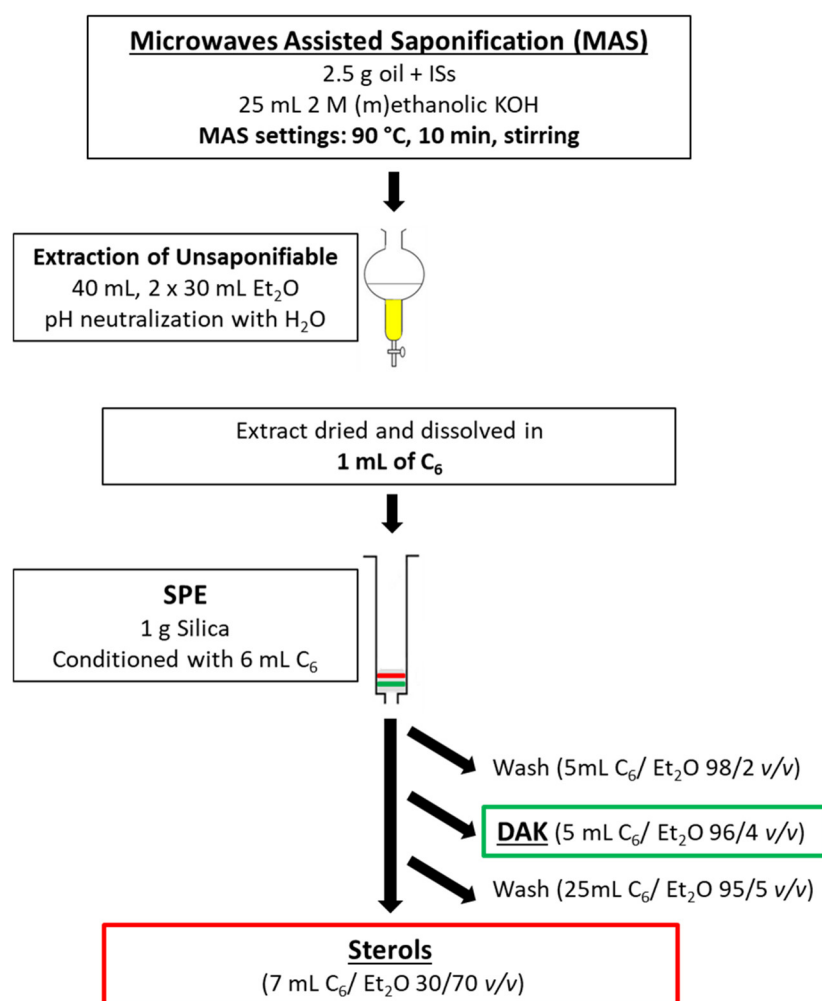 Microwaves Assisted Saponification (MAS)
2.5 g oil + ISs
25 mL 2 M (m)ethanolic KOH
MAS settings: 90 °C, 10 min, stirring
Extraction of Unsaponifiable
40 mL, 2 x 30 mL Et₂O
pH neutralization with H₂O
Extract dried and dissolved in
1 mL of C₆
SPE
1 g Silica
Conditioned with 6 mL C₆
Wash (5mL C₆/ Et₂O 98/2 v/v)
DAK (5 mL C₆/ Et₂O 96/4 v/v)
Wash (25mL C₆/ Et₂O 95/5 v/v)
Sterols
(7 mL C₆/ Et₂O 30/70 v/v)